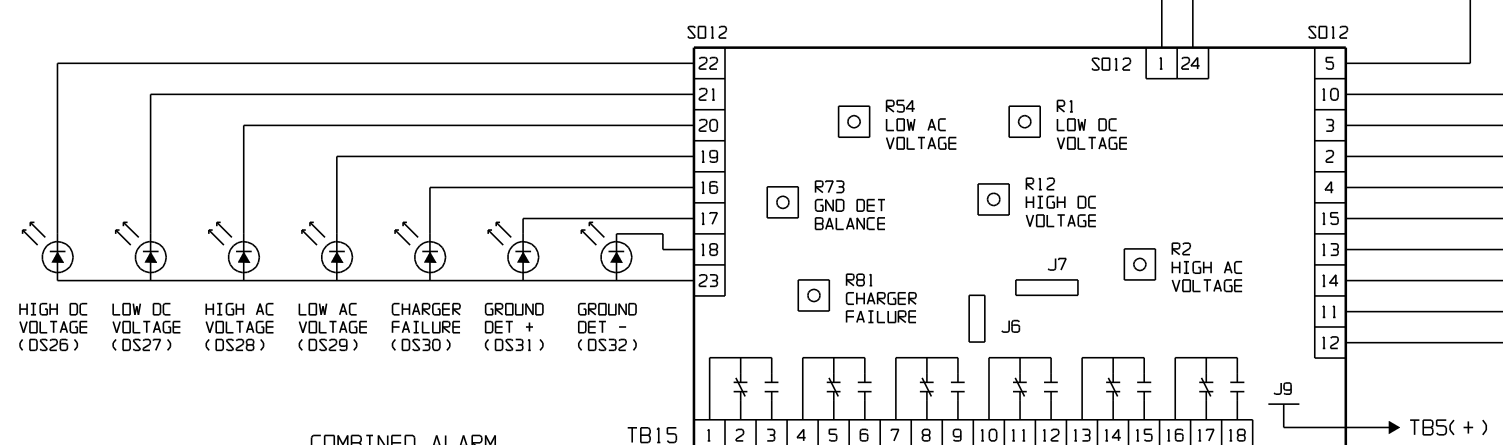 SD12
SD12
22
21
20
19
16
17
18
23
SD12
1
24
5
10
3
2
4
15
13
14
11
12
R54
LOW AC
VOLTAGE
R1
LOW DC
VOLTAGE
R73
GND DET
BALANCE
R12
HIGH DC
VOLTAGE
R2
HIGH AC
VOLTAGE
R81
CHARGER
FAILURE
J7
J6
HIGH DC
VOLTAGE
(DS26)
LOW DC
VOLTAGE
(DS27)
HIGH AC
VOLTAGE
(DS28)
LOW AC
VOLTAGE
(DS29)
CHARGER
FAILURE
(DS30)
GROUND
DET +
(DS31)
GROUND
DET -
(DS32)
J9
TB5(+)
COMBINED ALARM
TB15
1 2 3 4 5 6 7 8 9 10 11 12 13 14 15 16 17 18